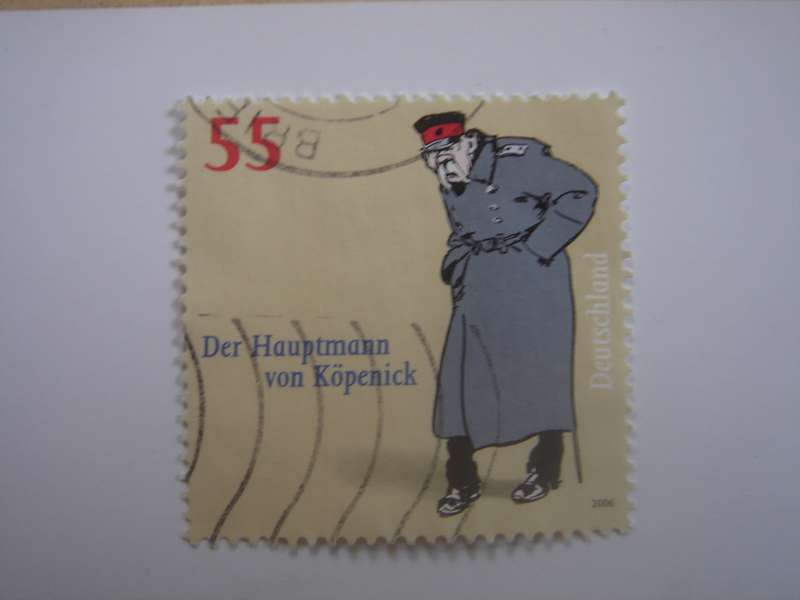 55
Der Hauptmann
von Köpenick
Deutschland
2006